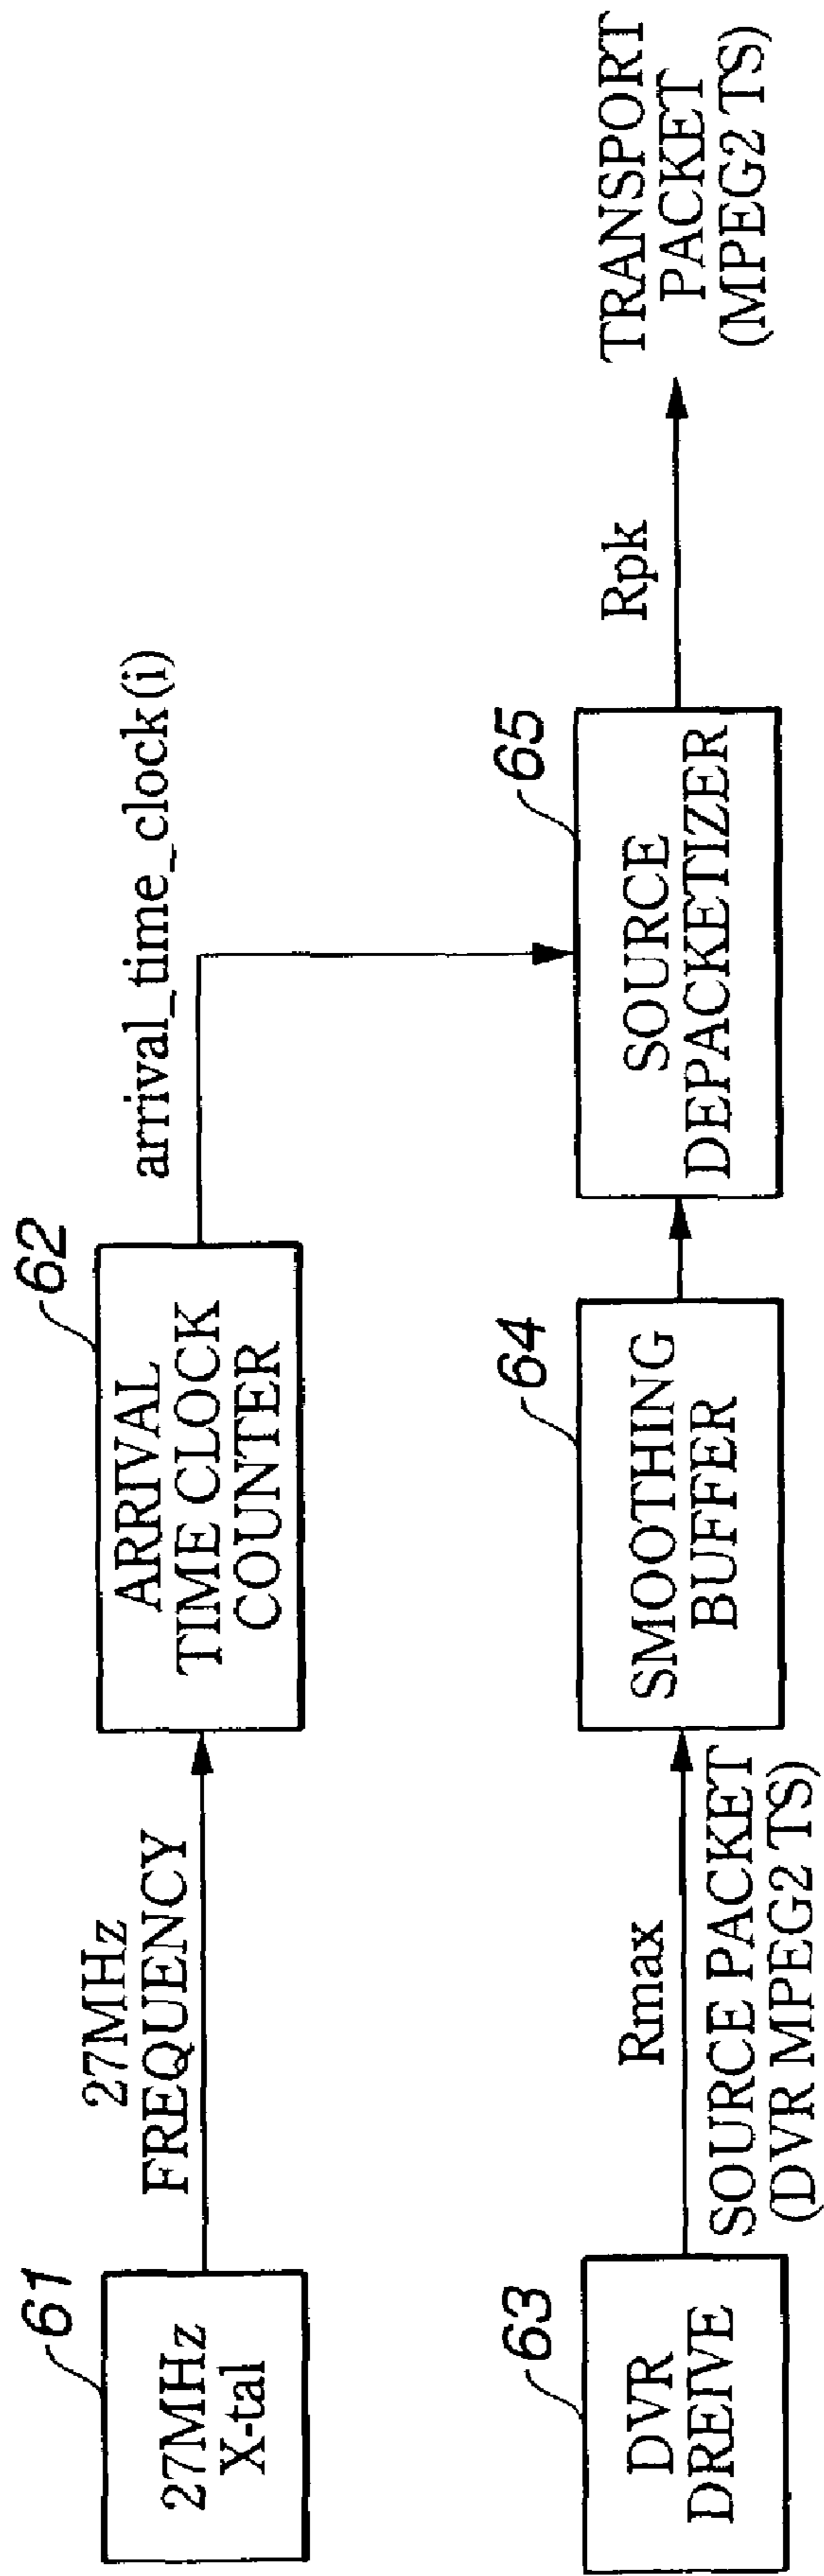 61
27MHz
X-tal
27MHz
FREQUENCY
62
ARRIVAL
TIME CLOCK
COUNTER
arrival_time_clock(i)
63
DVR
DREIVE
Rmax
SOURCE PACKET
(DVR MPEG2 TS)
64
SMOOTHING
BUFFER
65
SOURCE
DEPACKETIZER
Rpk
TRANSPORT
PACKET
(MPEG2 TS)